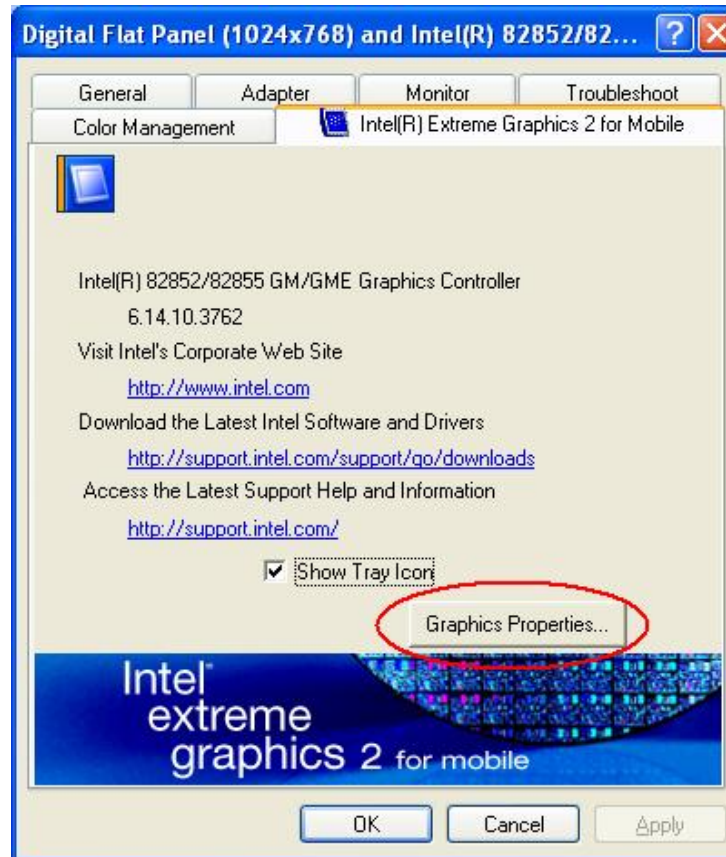 Digital Flat Panel (1024x768) and Intel(R) 82852/82... ?
General Adapter Monitor Troubleshoot
Color Management Intel(R) Extreme Graphics 2 for Mobile
Intel(R) 82852/82855 GM/GME Graphics Controller
6.14.10.3762
Visit Intel's Corporate Web Site
http://www.intel.com
Download the Latest Intel Software and Drivers
http://support.intel.com/support/go/downloads
Access the Latest Support Help and Information
http://support.intel.com/
Show Tray Icon
Graphics Properties...
Intel
extreme
graphics 2 for mobile
OK Cancel Apply